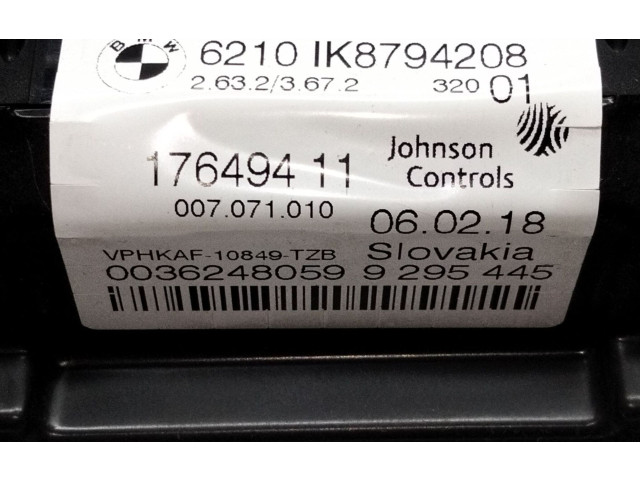 BMW
6210 IK8794208
2.63.2/3.67.2 320 01
Johnson
Controls
176494 11
007.071.010
06.02.18
VPHKAF-10849-TZB Slovakia
0036248059 9 295 445